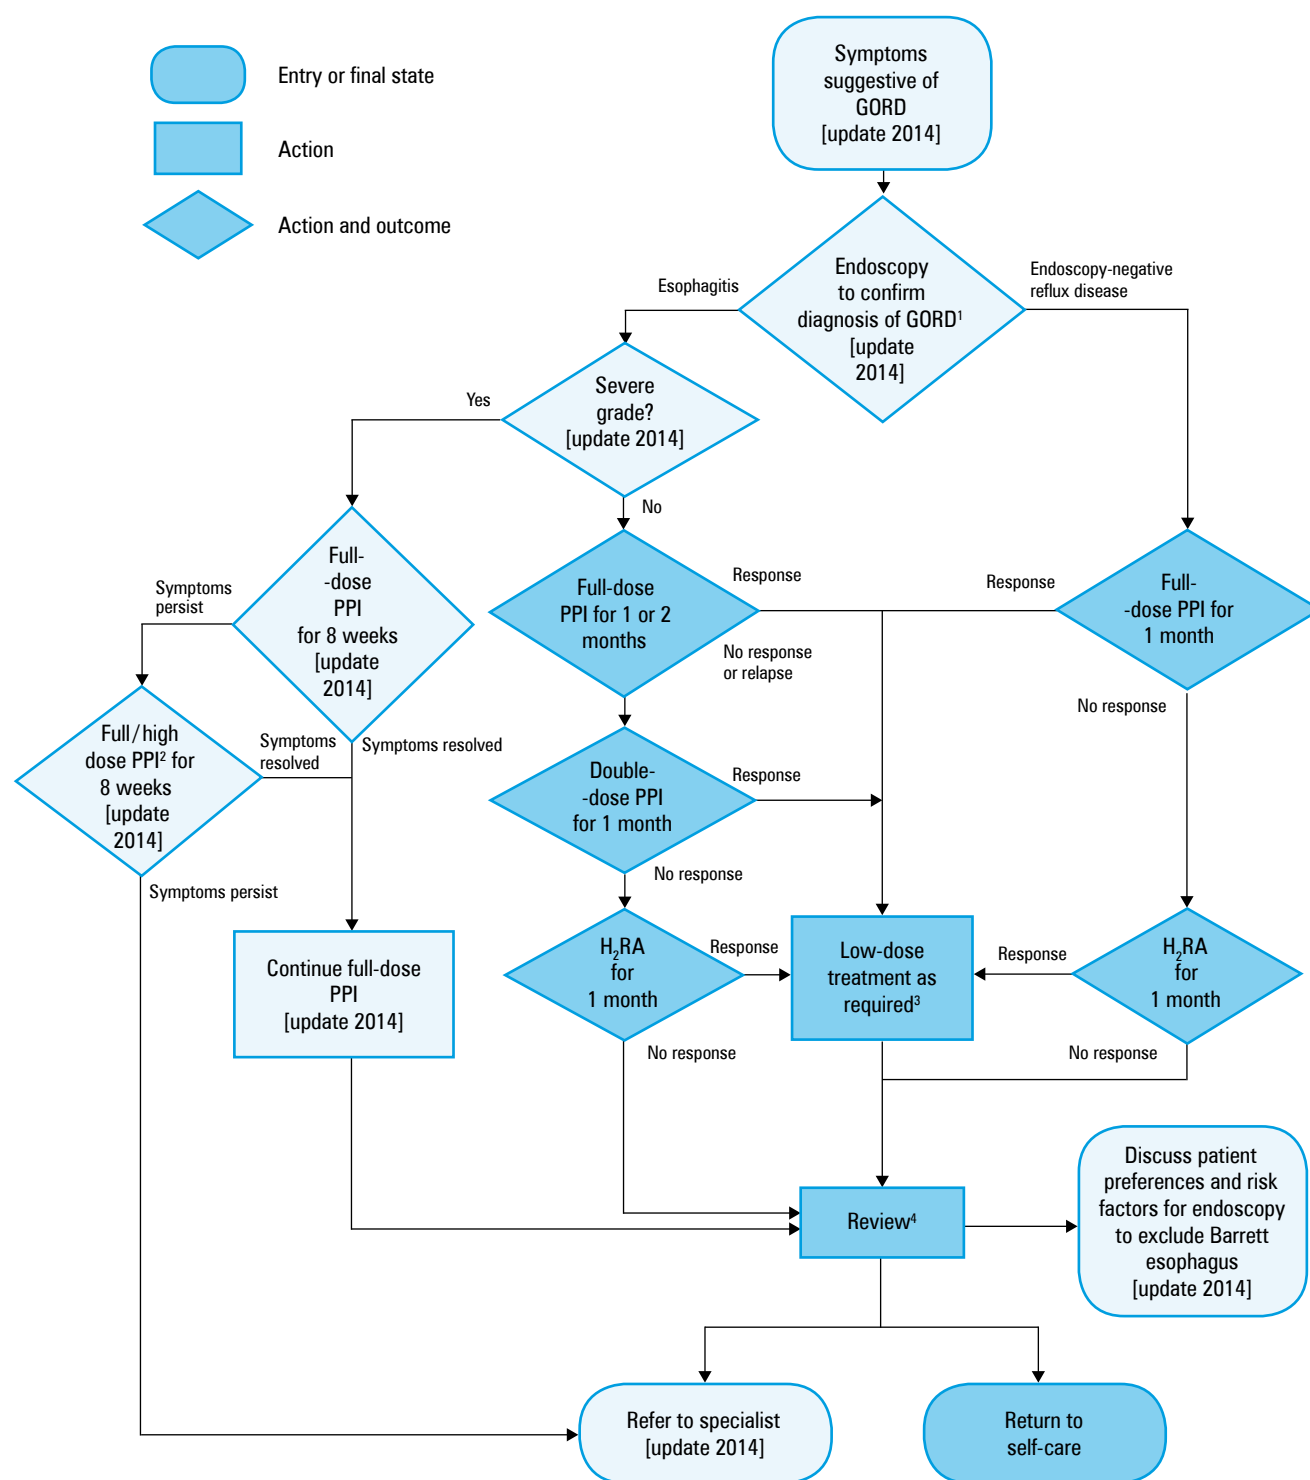 Entry or final state
Action
Action and outcome
Symptoms
suggestive of
GORD
[update 2014]
Endoscopy
to confirm
diagnosis of GORD¹
[update
2014]
Esophagitis
Endoscopy-negative
reflux disease
Severe
grade?
[update 2014]
Yes
No
Full-
-dose
PPI
for 8 weeks
[update
2014]
Symptoms
persist
Full-dose
PPI for 1 or 2
months
Response
Response
Full-
-dose PPI for
1 month
No response
or relapse
No response
Full/high
dose PPI² for
8 weeks
[update
2014]
Symptoms
resolved
Symptoms resolved
Double-
-dose PPI
for 1 month
Response
Symptoms persist
No response
Continue full-dose
PPI
[update 2014]
H₂RA
for
1 month
Response
Low-dose
treatment as
required³
Response
H₂RA
for
1 month
No response
No response
Review⁴
Discuss patient
preferences and risk
factors for endoscopy
to exclude Barrett
esophagus
[update 2014]
Refer to specialist
[update 2014]
Return to
self-care